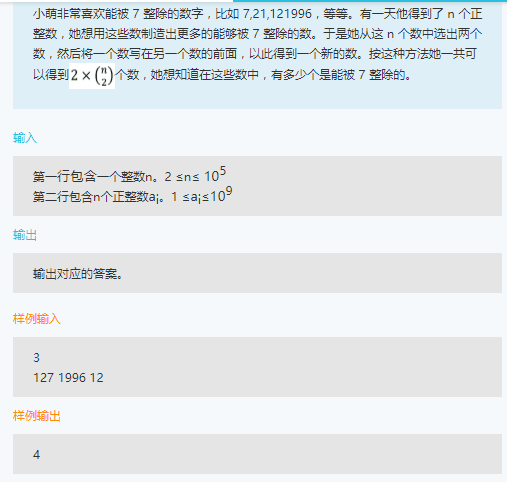 小萌非常喜欢能被 7 整除的数字，比如 7,21,121996，等等。有一天他得到了 n 个正
整数，她想用这些数制造出更多的能够被 7 整除的数。于是她从这 n 个数中选出两个
数，然后将一个数写在另一个数的前面，以此得到一个新的数。按这种方法她一共可
以得到 2 × (n 2) 个数，她想知道在这些数中，有多少个是能被 7 整除的。
输入
第一行包含一个整数n。2 ≤n≤ 10^5
第二行包含n个正整数aᵢ。1 ≤aᵢ≤10^9
输出
输出对应的答案。
样例输入
3
127 1996 12
样例输出
4